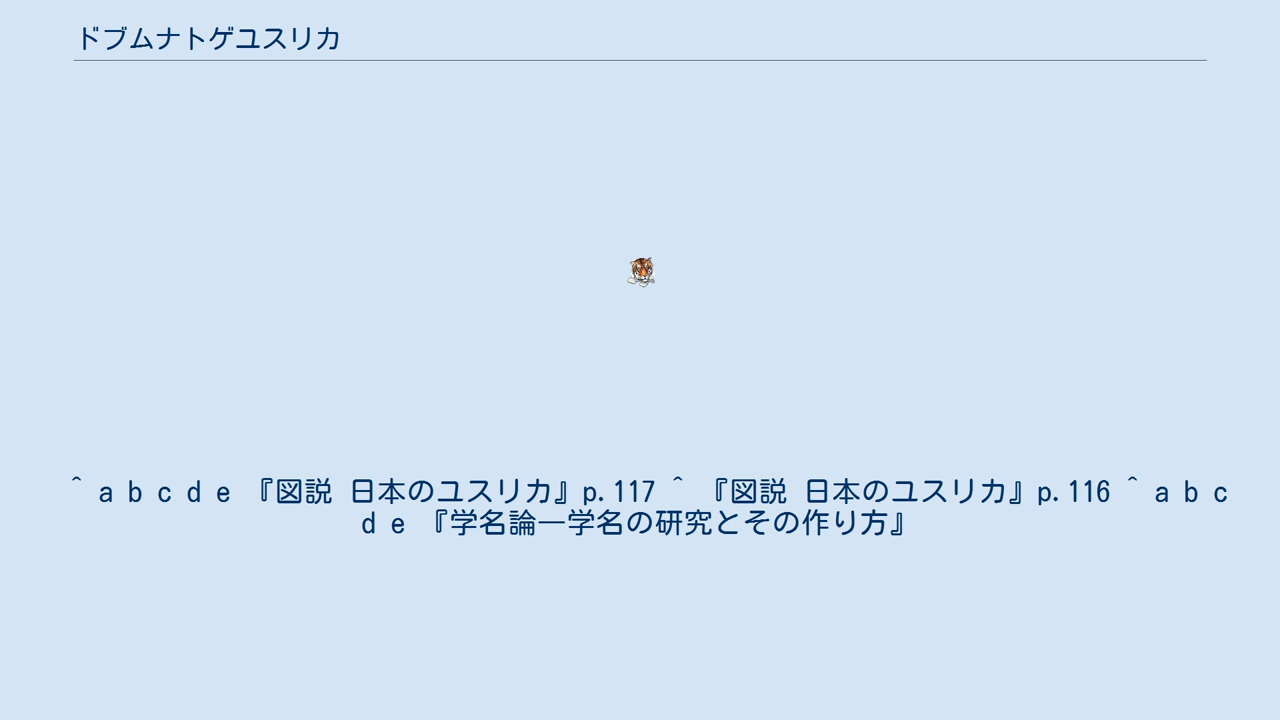 ドブムナトゲユスリカ
^ a b c d e 『図説 日本のユスリカ』p.117 ^ 『図説 日本のユスリカ』p.116 ^ a b c
d e 『学名論―学名の研究とその作り方』